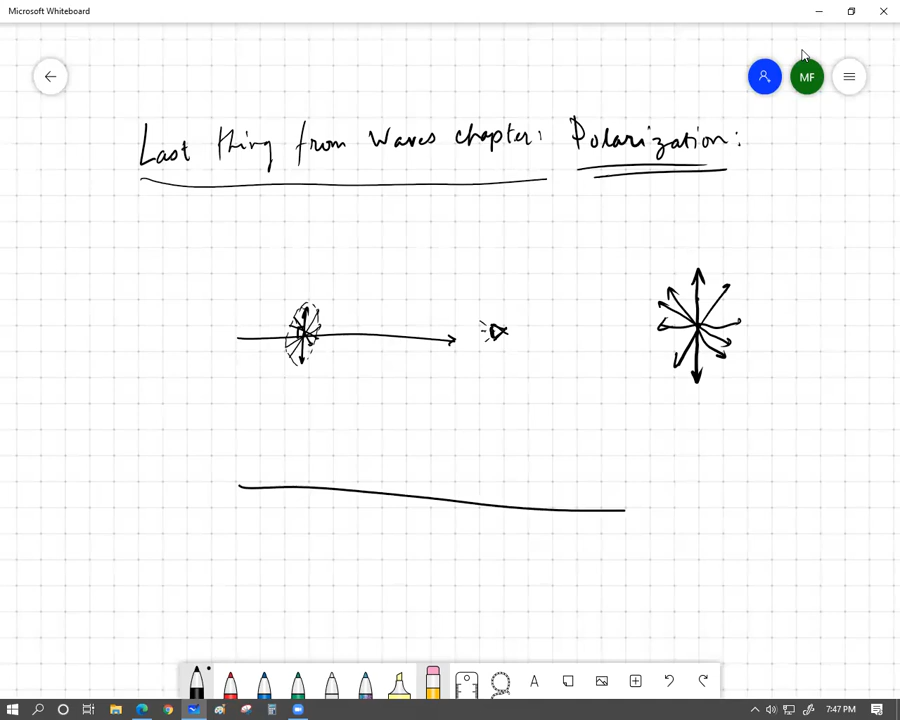 Microsoft Whiteboard
MF
Last thing from Waves chapter: Polarization:
A
7:47 PM